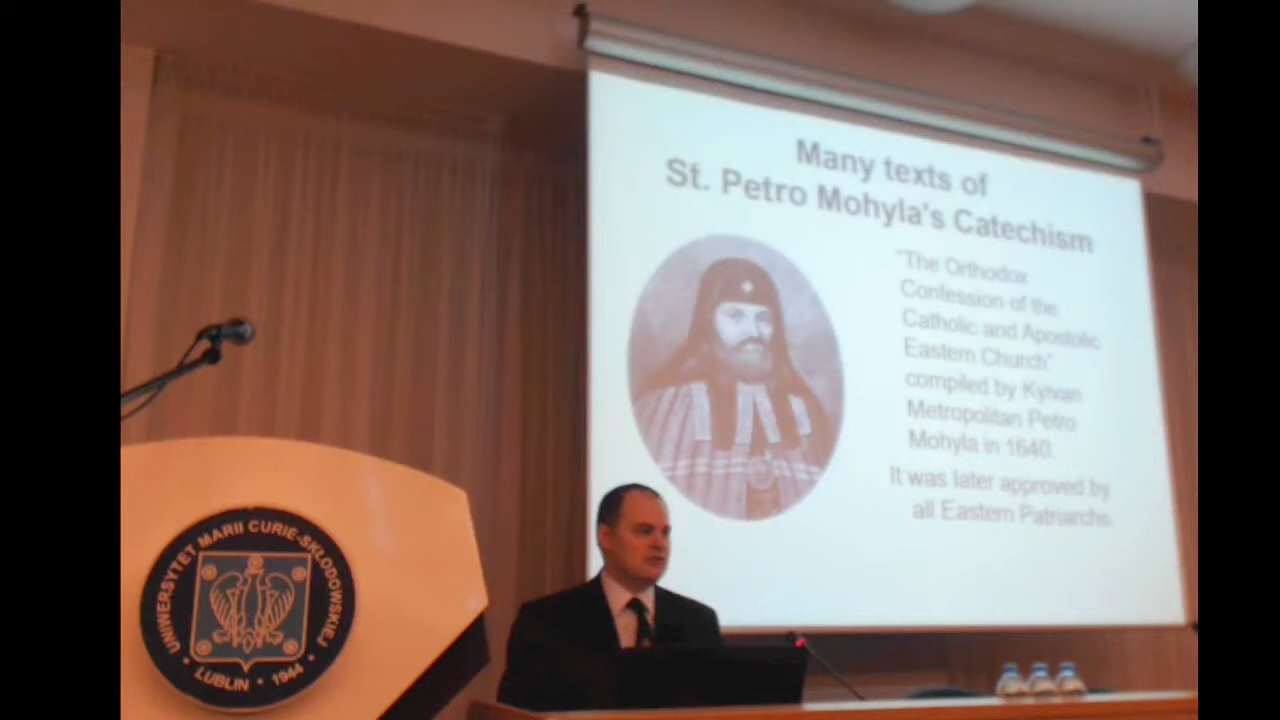 Many texts of
St. Petro Mohyla's Catechism
"The Orthodox
Confession of the
Catholic and Apostolic
Eastern Church"
compiled by Kyivan
Metropolitan Petro
Mohyla in 1640.
It was later approved by
all Eastern Patriarchs.
UNIWERSYTET MARII CURIE-SKŁODOWSKIEJ
• LUBLIN • 1944 •